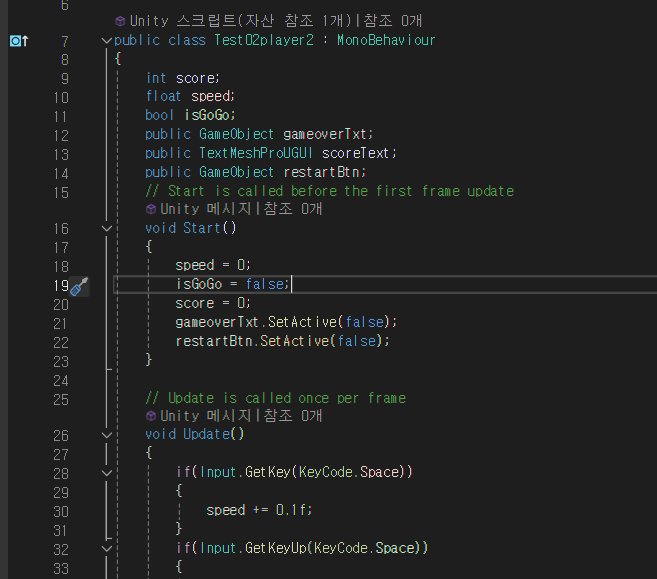 6
Unity 스크립트(자산 참조 1개)|참조 0개
7 public class Test02player2 : MonoBehaviour
8 {
9 int score;
10 float speed;
11 bool isGoGo;
12 public GameObject gameoverTxt;
13 public TextMeshProUGUI scoreText;
14 public GameObject restartBtn;
15 // Start is called before the first frame update
Unity 메시지|참조 0개
16 void Start()
17 {
18 speed = 0;
19 isGoGo = false;
20 score = 0;
21 gameoverTxt.SetActive(false);
22 restartBtn.SetActive(false);
23 }
24
25 // Update is called once per frame
Unity 메시지|참조 0개
26 void Update()
27 {
28 if(Input.GetKey(KeyCode.Space))
29 {
30 speed += 0.1f;
31 }
32 if(Input.GetKeyUp(KeyCode.Space))
33 {